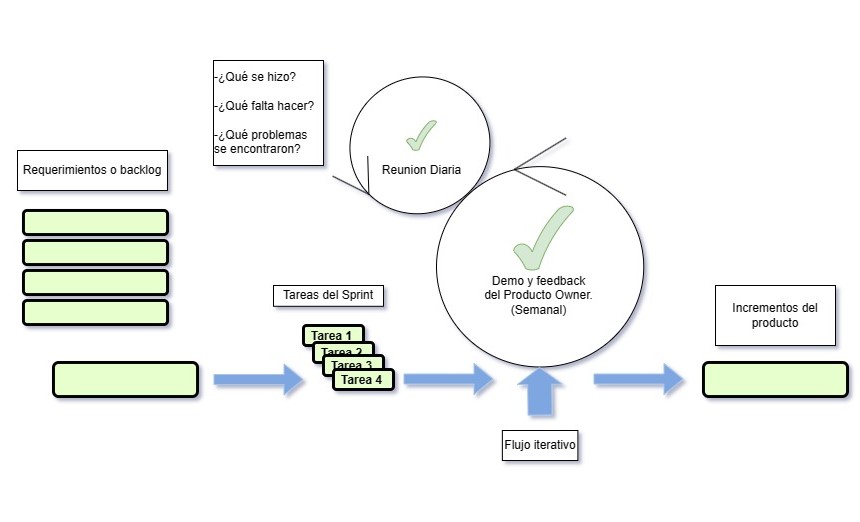 -¿Qué se hizo?
-¿Qué falta hacer?
-¿Qué problemas
se encontraron?
Reunion Diaria
Requerimientos o backlog
Demo y feedback
del Producto Owner.
(Semanal)
Tareas del Sprint
Tarea 1
Tarea 2
Tarea 3
Tarea 4
Incrementos del
producto
Flujo iterativo